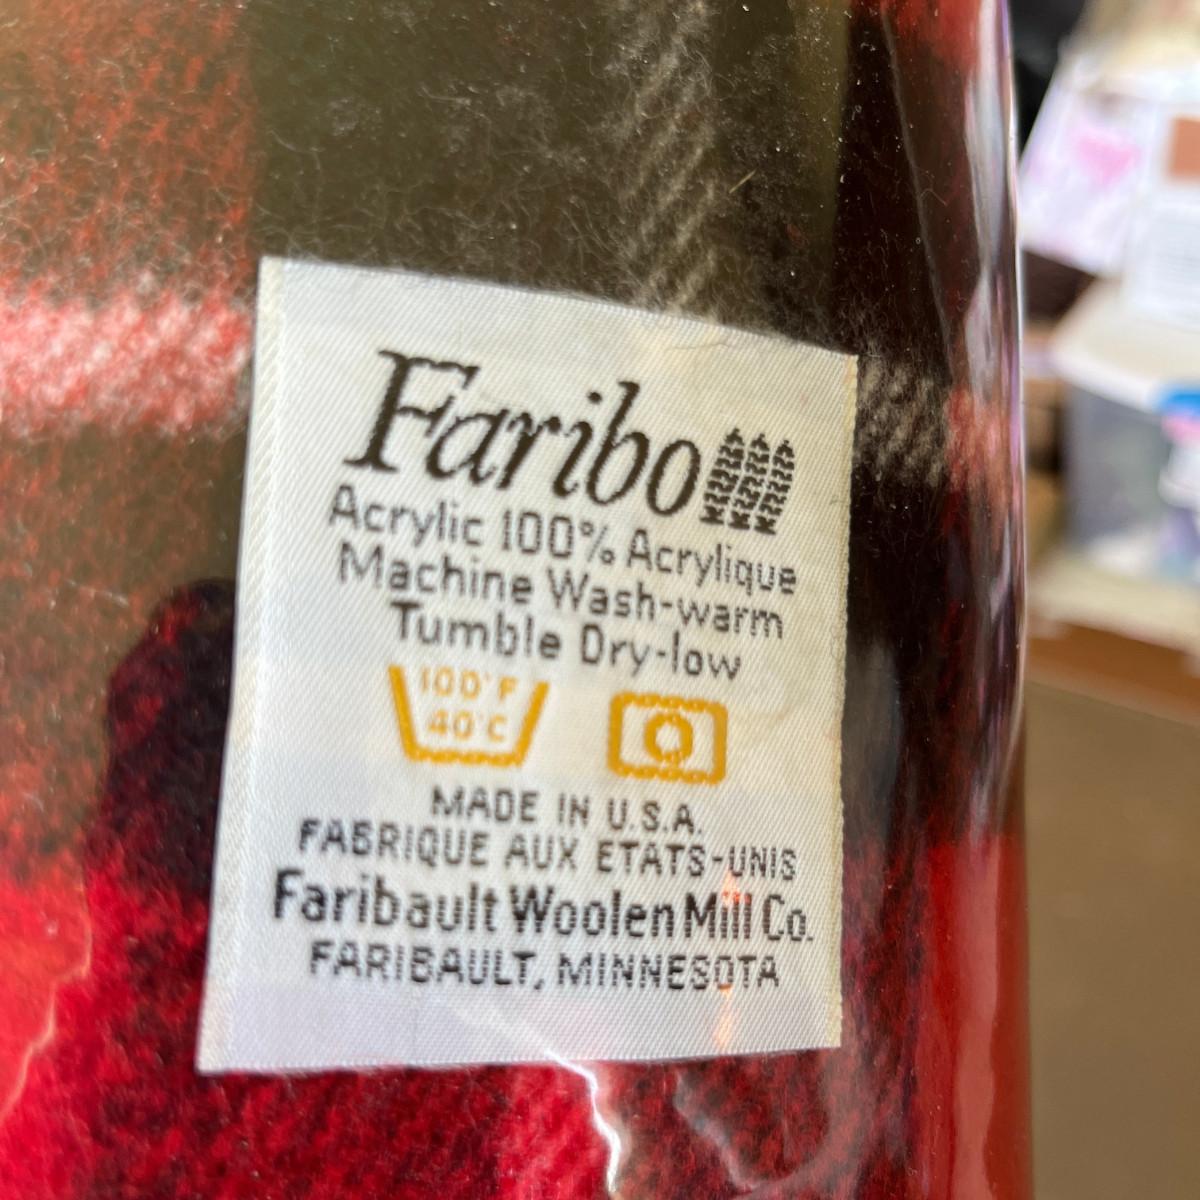 Faribo
Acrylic 100% Acrylique
Machine Wash-warm
Tumble Dry-low
100°F
40°C
MADE IN U.S.A.
FABRIQUE AUX ETATS-UNIS
Faribault Woolen Mill Co.
FARIBAULT, MINNESOTA